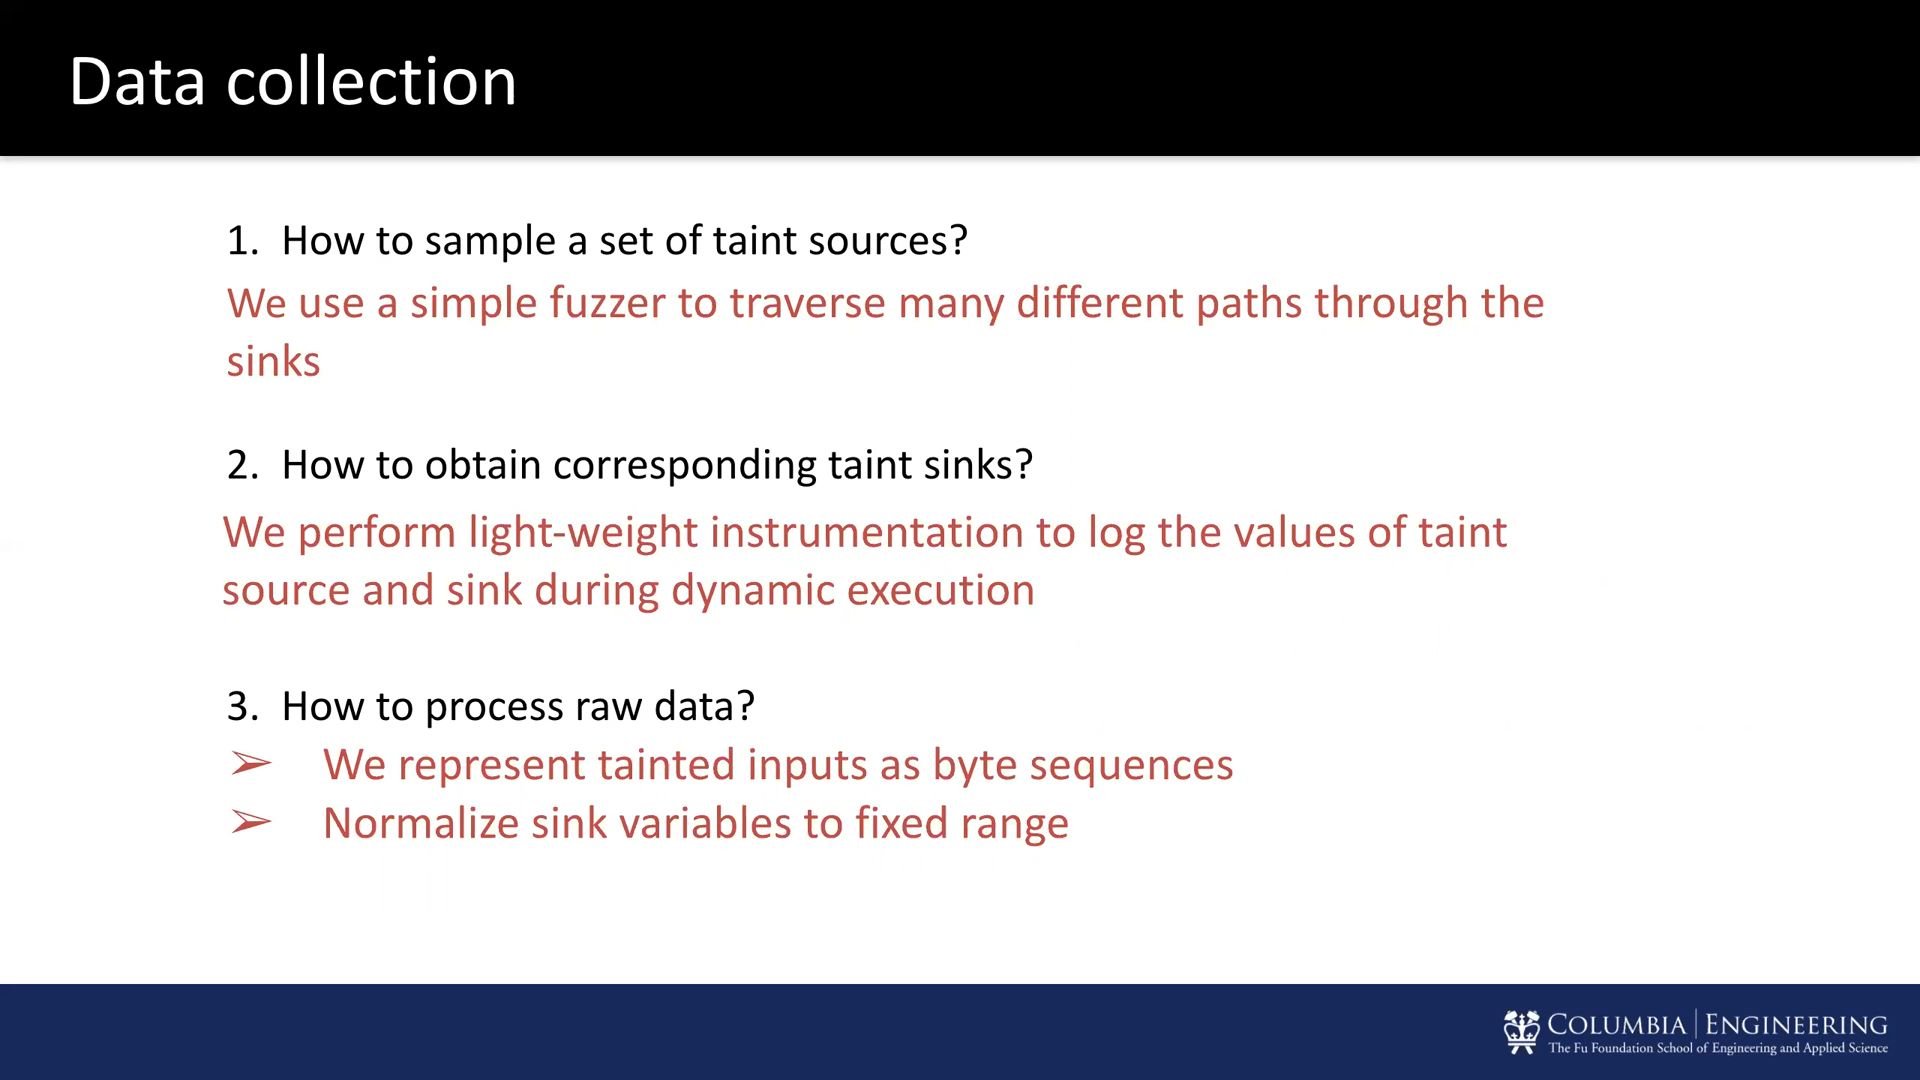 Data collection
1. How to sample a set of taint sources?
We use a simple fuzzer to traverse many different paths through the
sinks
2. How to obtain corresponding taint sinks?
We perform light-weight instrumentation to log the values of taint
source and sink during dynamic execution
3. How to process raw data?
➢ We represent tainted inputs as byte sequences
➢ Normalize sink variables to fixed range
COLUMBIA | ENGINEERING
The Fu Foundation School of Engineering and Applied Science